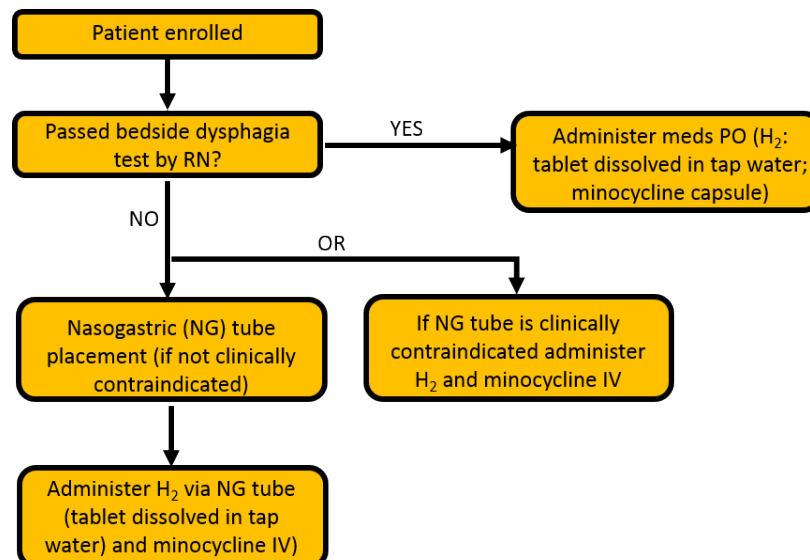 Patient enrolled
Passed bedside dysphagia
test by RN?
YES
Administer meds PO (H₂:
tablet dissolved in tap water;
minocycline capsule)
NO
OR
Nasogastric (NG) tube
placement (if not clinically
contraindicated)
If NG tube is clinically
contraindicated administer
H₂ and minocycline IV
Administer H₂ via NG tube
(tablet dissolved in tap
water) and minocycline IV)